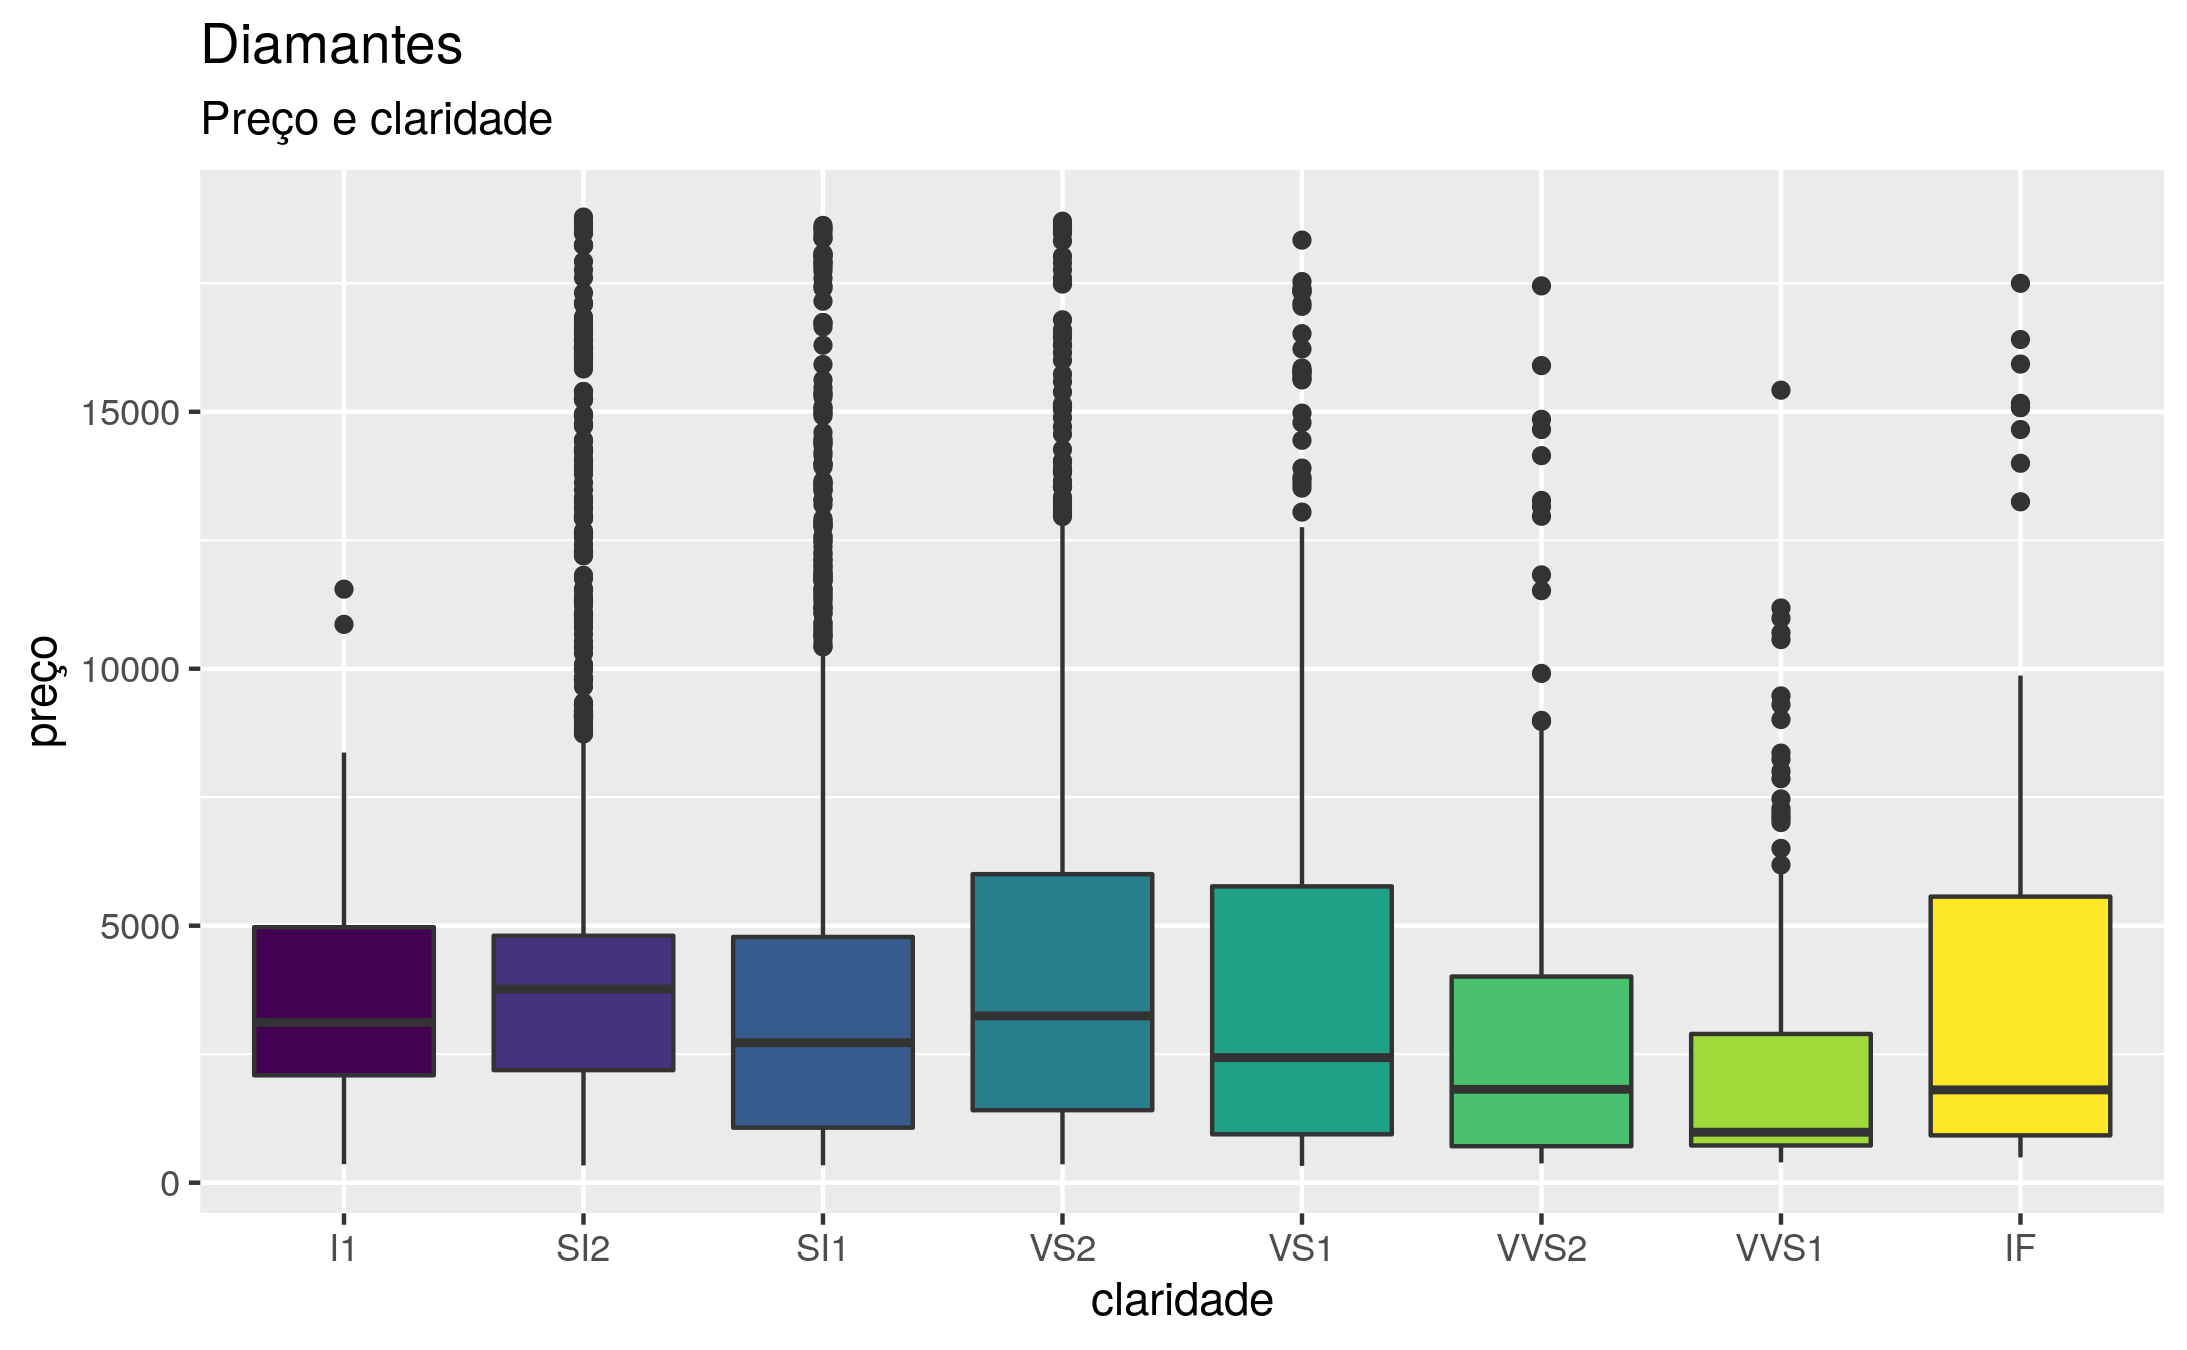 Diamantes
Preço e claridade
preço
15000
10000
5000
0
I1 SI2 SI1 VS2 VS1 VVS2 VVS1 IF
claridade